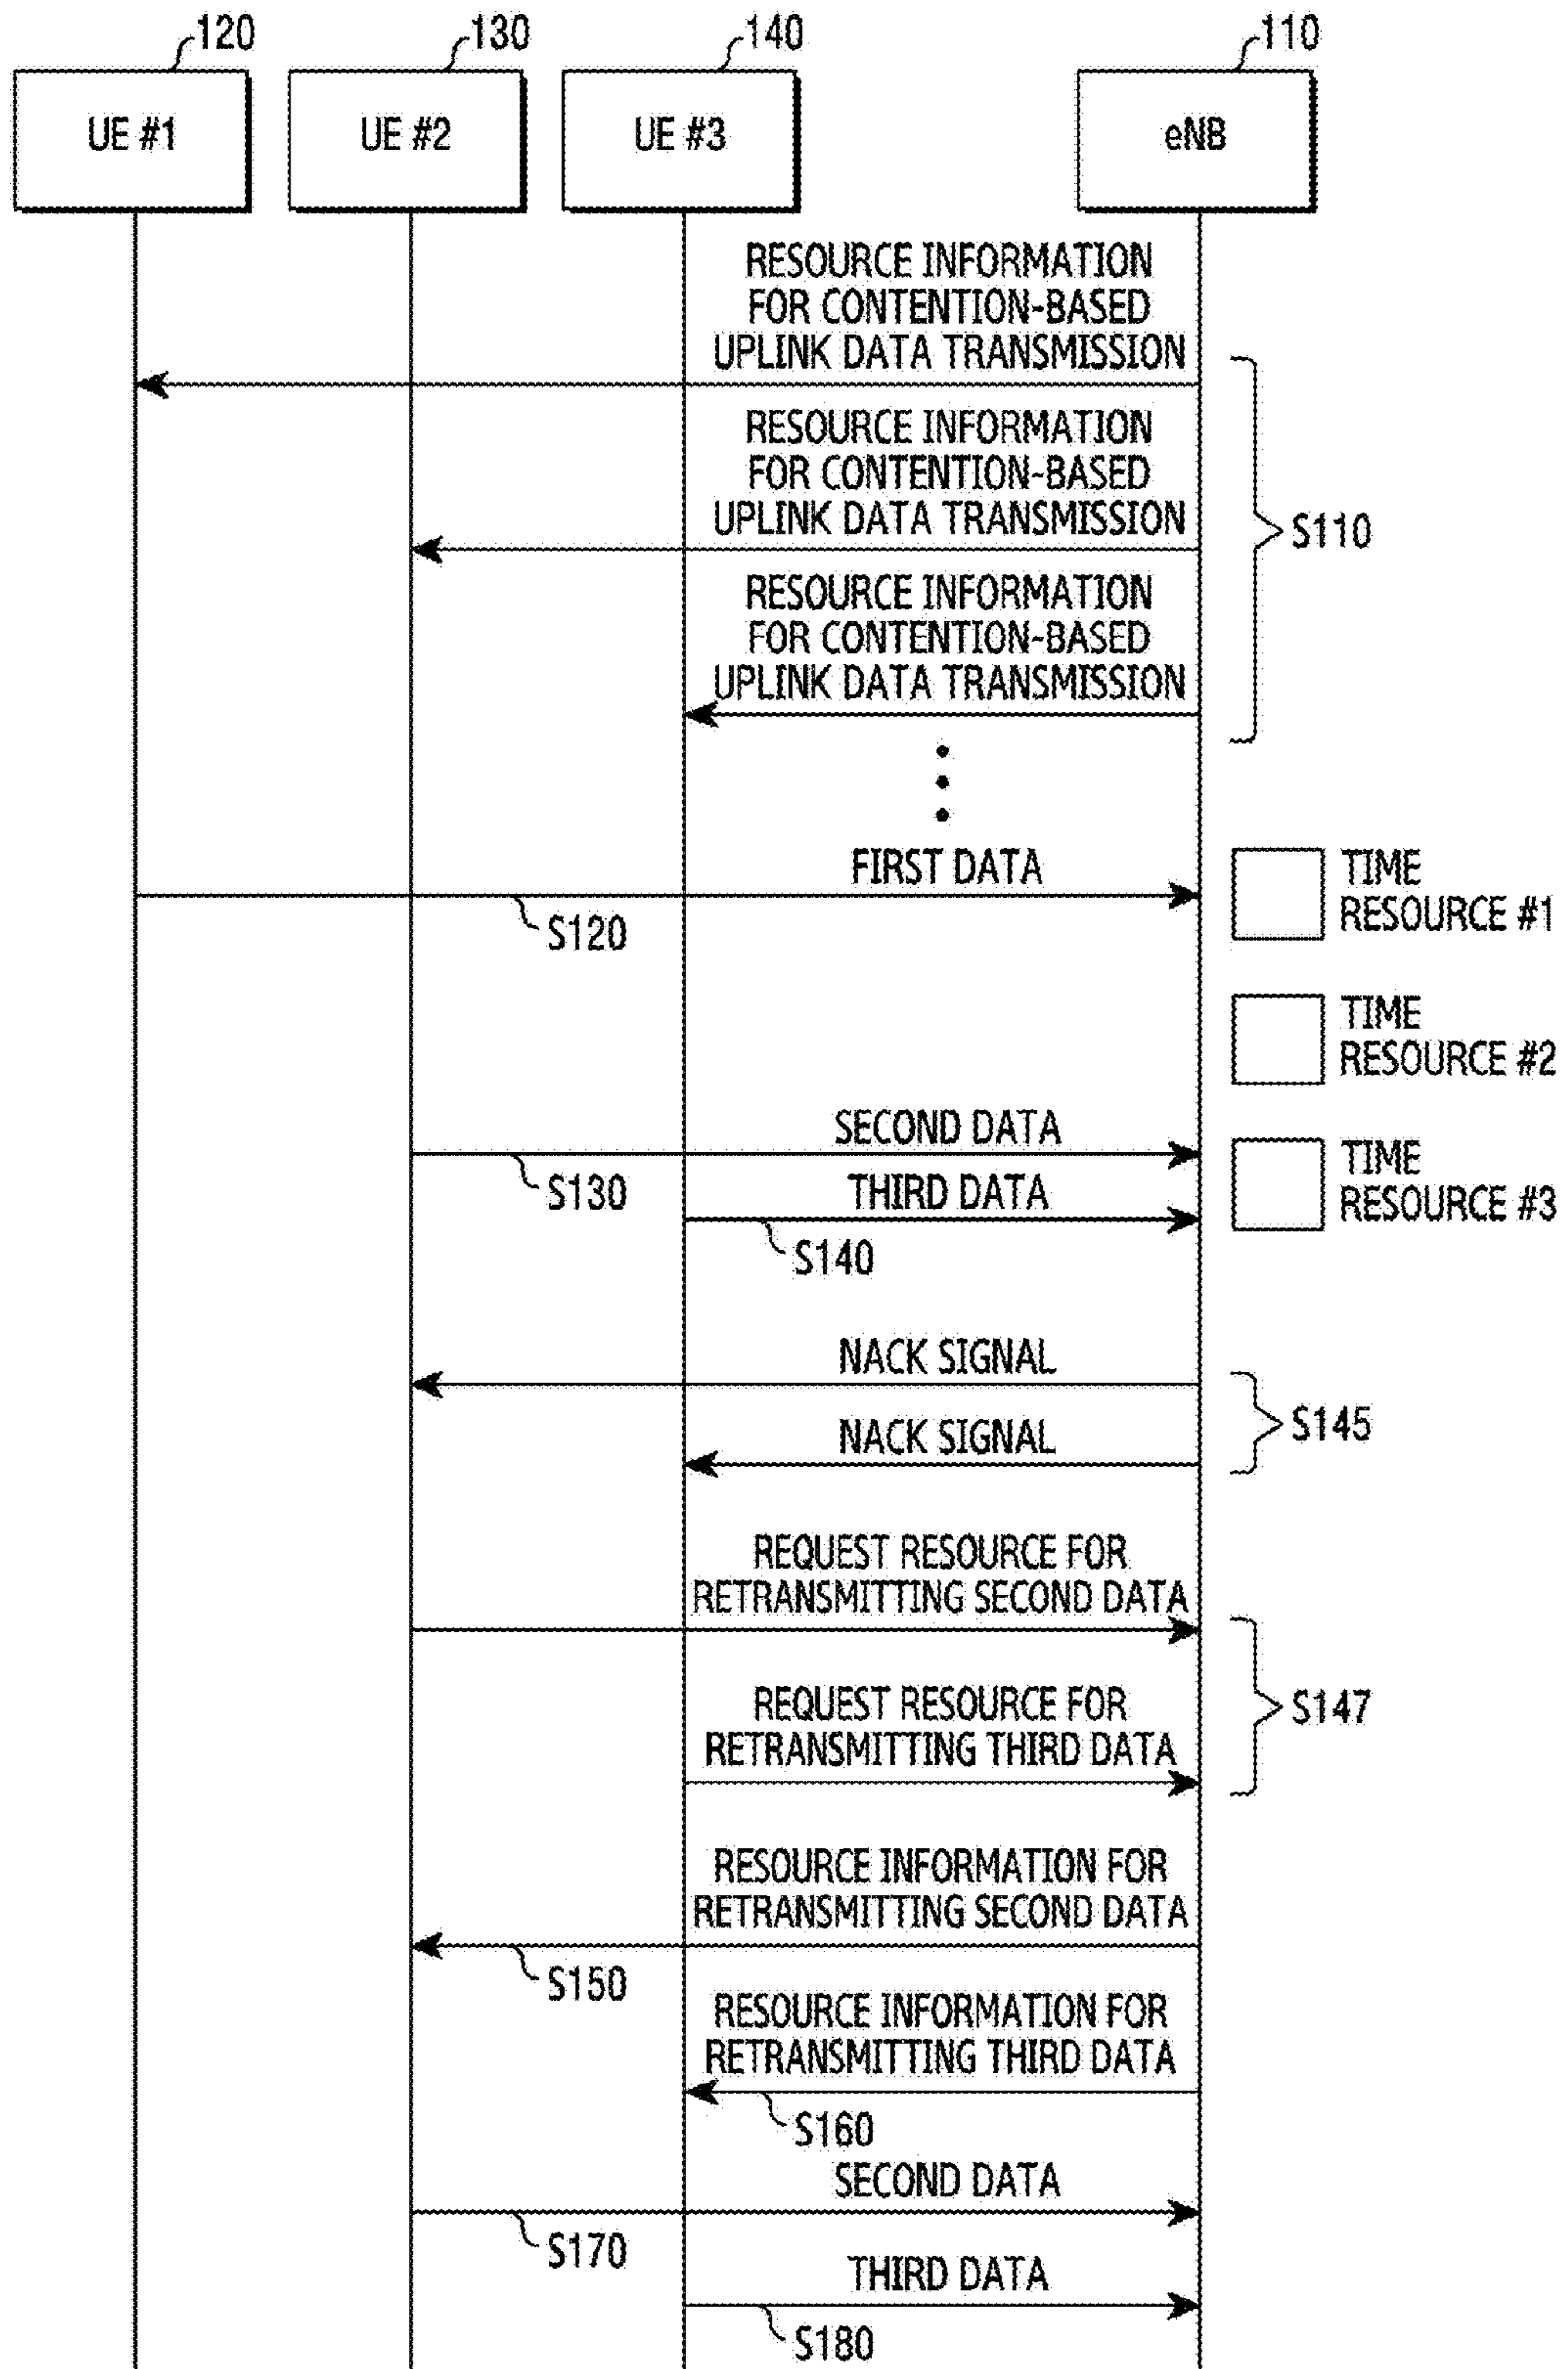 120
130
140
110
UE #1
UE #2
UE #3
eNB
RESOURCE INFORMATION
FOR CONTENTION-BASED
UPLINK DATA TRANSMISSION
RESOURCE INFORMATION
FOR CONTENTION-BASED
UPLINK DATA TRANSMISSION
S110
RESOURCE INFORMATION
FOR CONTENTION-BASED
UPLINK DATA TRANSMISSION
FIRST DATA
TIME
RESOURCE #1
S120
TIME
RESOURCE #2
SECOND DATA
TIME
RESOURCE #3
S130
THIRD DATA
S140
NACK SIGNAL
S145
NACK SIGNAL
REQUEST RESOURCE FOR
RETRANSMITTING SECOND DATA
S147
REQUEST RESOURCE FOR
RETRANSMITTING THIRD DATA
RESOURCE INFORMATION FOR
RETRANSMITTING SECOND DATA
S150
RESOURCE INFORMATION FOR
RETRANSMITTING THIRD DATA
S160
SECOND DATA
S170
THIRD DATA
S180